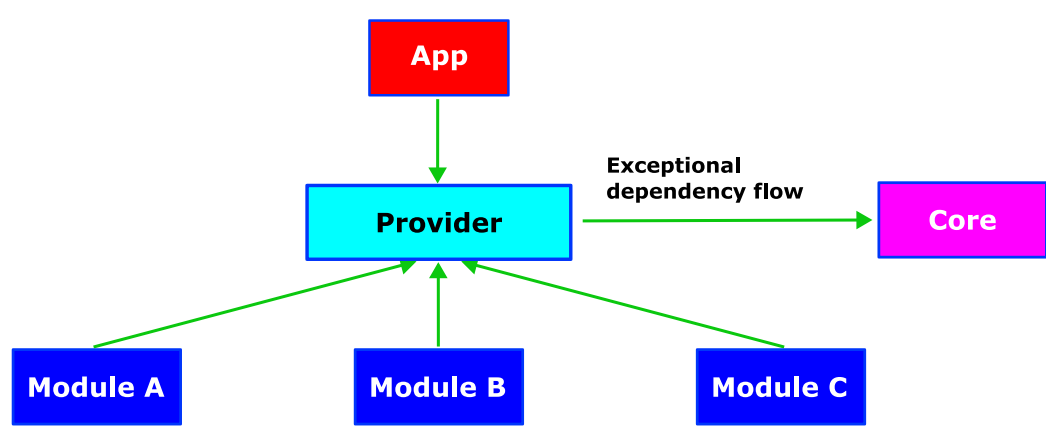 App
Exceptional
dependency flow
Provider
Core
Module A
Module B
Module C